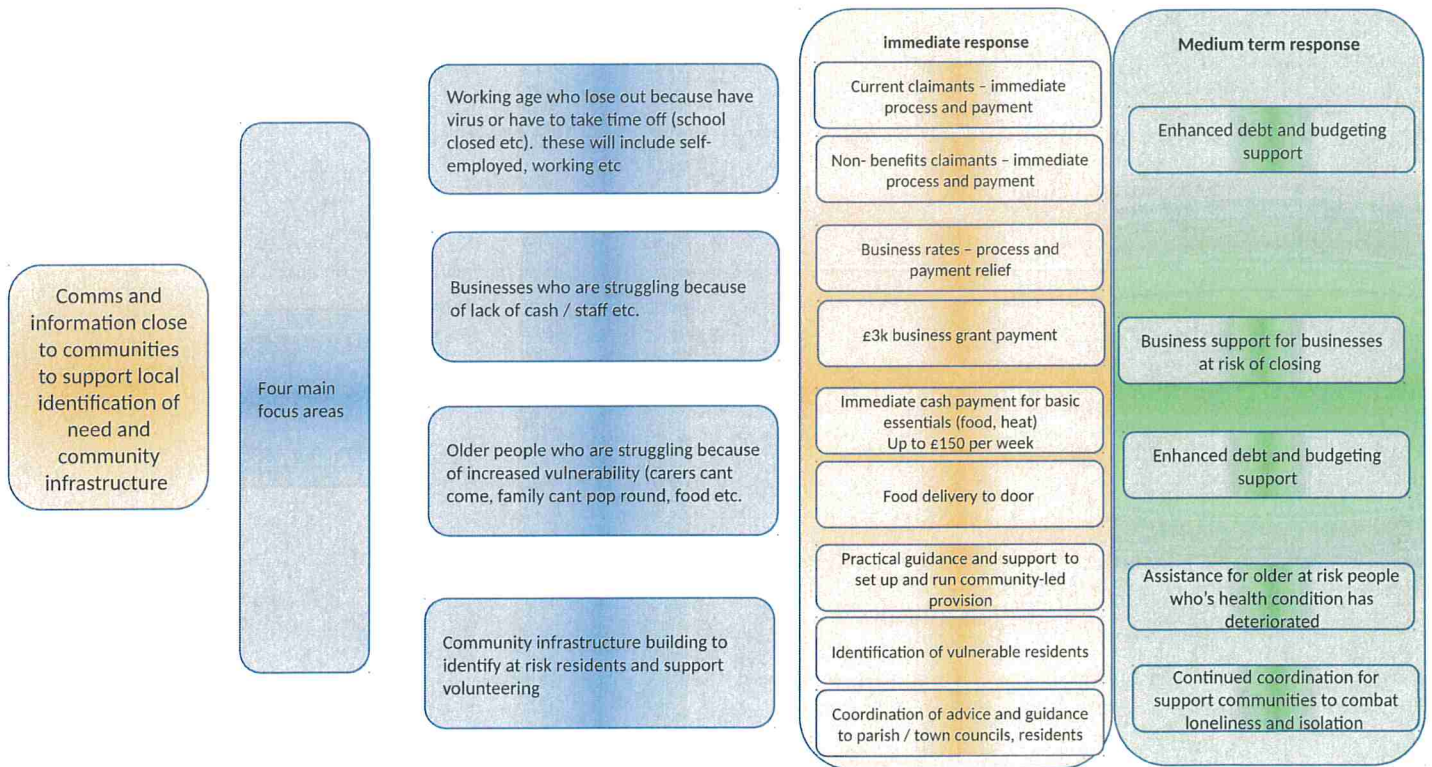 Comms and
information close
to communities
to support local
identification of
need and
community
infrastructure
Four main
focus areas
Working age who lose out because have
virus or have to take time off (school
closed etc).  these will include self-
employed, working etc
Businesses who are struggling because
of lack of cash / staff etc.
Older people who are struggling because
of increased vulnerability (carers cant
come, family cant pop round, food etc.
Community infrastructure building to
identify at risk residents and support
volunteering
immediate response
Current claimants – immediate
process and payment
Non- benefits claimants – immediate
process and payment
Business rates – process and
payment relief
£3k business grant payment
Immediate cash payment for basic
essentials (food, heat)
Up to £150 per week
Food delivery to door
Practical guidance and support  to
set up and run community-led
provision
Identification of vulnerable residents
Coordination of advice and guidance
to parish / town councils, residents
Medium term response
Enhanced debt and budgeting
support
Business support for businesses
at risk of closing
Enhanced debt and budgeting
support
Assistance for older at risk people
who's health condition has
deteriorated
Continued coordination for
support communities to combat
loneliness and isolation